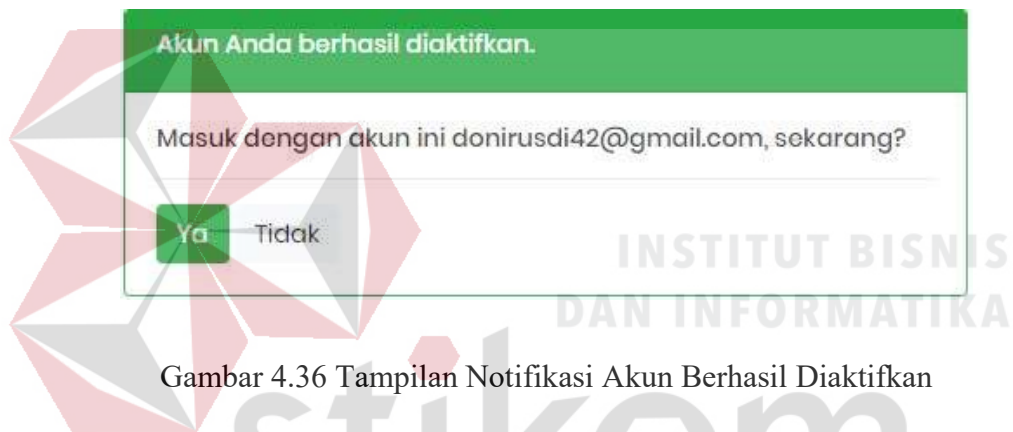 Akun Anda berhasil diaktifkan.
Masuk dengan akun ini donirusdi42@gmail.com, sekarang?
Ya Tidak
INSTITUT BISNIS
DAN INFORMATIKA
Gambar 4.36 Tampilan Notifikasi Akun Berhasil Diaktifkan
stikom